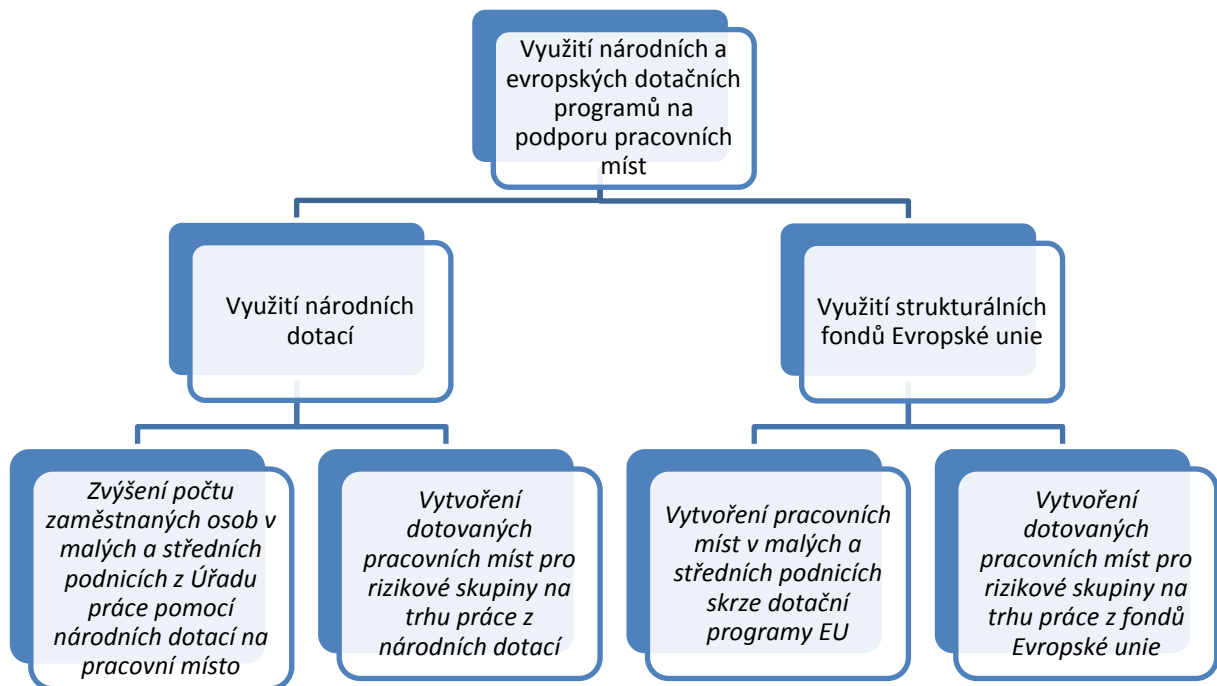 Využití národních a
evropských dotačních
programů na
podporu pracovních
míst
Využití národních
dotací
Využití strukturálních
fondů Evropské unie
Zvýšení počtu
zaměstnaných osob v
malých a středních
podnicích z Úřadu
práce pomocí
národních dotací na
pracovní místo
Vytvoření
dotovaných
pracovních míst pro
rizikové skupiny na
trhu práce z
národních dotací
Vytvoření pracovních
míst v malých a
středních podnicích
skrze dotační
programy EU
Vytvoření
dotovaných
pracovních míst pro
rizikové skupiny na
trhu práce z fondů
Evropské unie